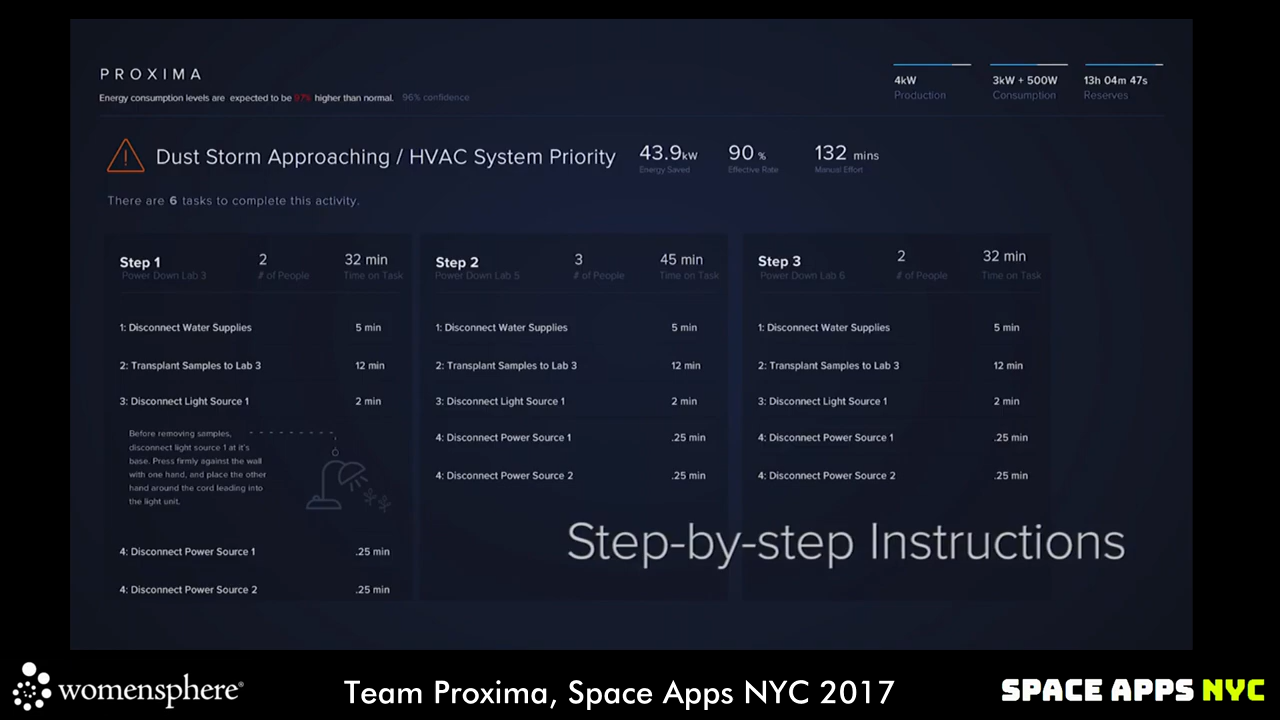 PROXIMA
Energy consumption levels are expected to be 97% higher than normal. 96% confidence
4kW
Production
3kW + 500W
Consumption
13h 04m 47s
Reserves
Dust Storm Approaching / HVAC System Priority
43.9kW
Energy Saved
90 %
Effective Rate
132 mins
Manual Effort
There are 6 tasks to complete this activity.
Step 1
Power Down Lab 3
2
# of People
32 min
Time on Task
1: Disconnect Water Supplies 5 min
2: Transplant Samples to Lab 3 12 min
3: Disconnect Light Source 1 2 min
Before removing samples,
disconnect light source 1 at it's
base. Press firmly against the wall
with one hand, and place the other
hand around the cord leading into
the light unit.
4: Disconnect Power Source 1 .25 min
4: Disconnect Power Source 2 .25 min
Step 2
Power Down Lab 5
3
# of People
45 min
Time on Task
1: Disconnect Water Supplies 5 min
2: Transplant Samples to Lab 3 12 min
3: Disconnect Light Source 1 2 min
4: Disconnect Power Source 1 .25 min
4: Disconnect Power Source 2 .25 min
Step 3
Power Down Lab 6
2
# of People
32 min
Time on Task
1: Disconnect Water Supplies 5 min
2: Transplant Samples to Lab 3 12 min
3: Disconnect Light Source 1 2 min
4: Disconnect Power Source 1 .25 min
4: Disconnect Power Source 2 .25 min
Step-by-step Instructions
womensphere®
Team Proxima, Space Apps NYC 2017
SPACE APPS NYC